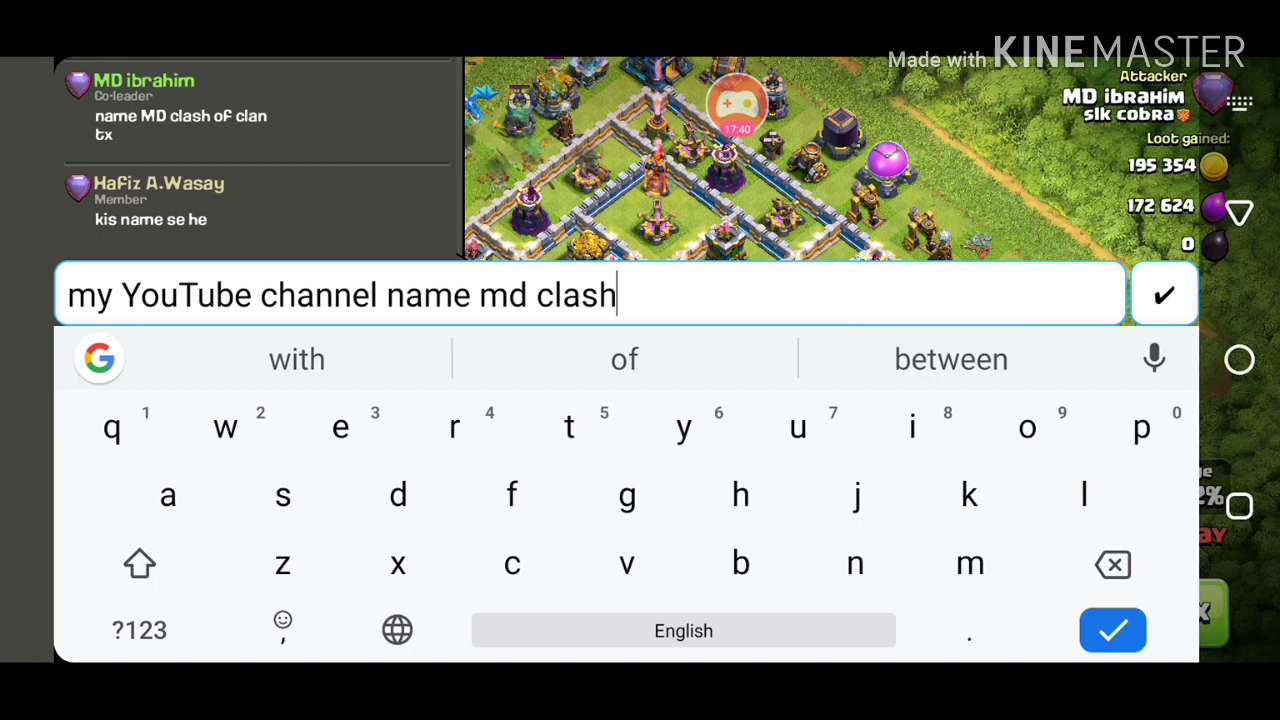 Made with KINEMASTER
MD ibrahim
Co-leader
name MD clash of clan
tx
Hafiz A.Wasay
Member
kis name se he
17:40
Attacker
MD ibrahim
slk cobra
Loot gained:
195 354
172 624
0
my YouTube channel name md clash
with of between
q 1 w 2 e 3 r 4 t 5 y 6 u 7 i 8 o 9 p 0
a s d f g h j k l
z x c v b n m
?123 , English .